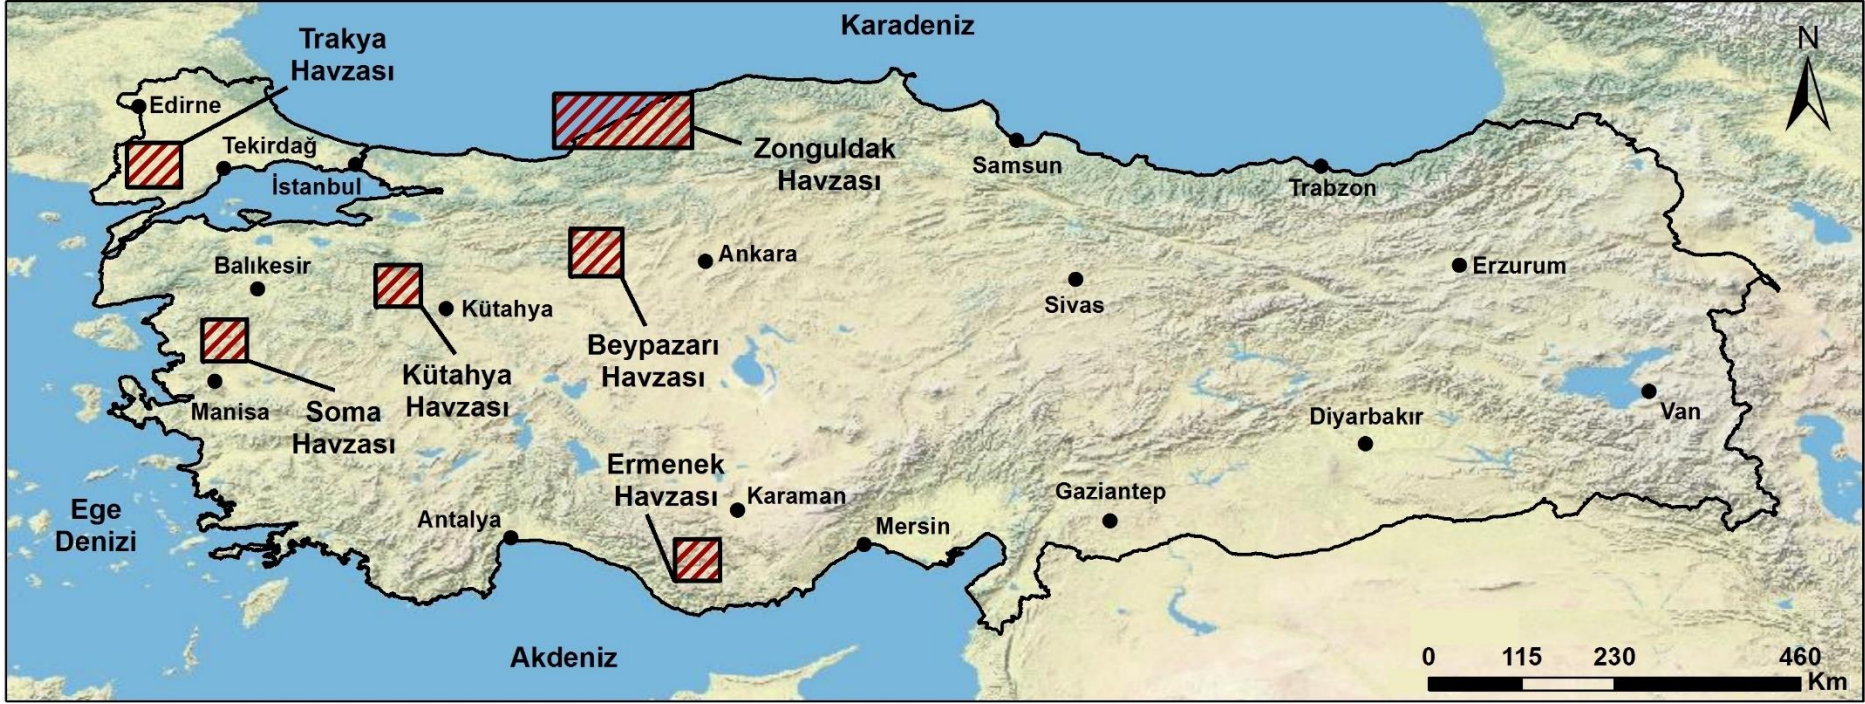 Karadeniz
Trakya
Havzası
N
Edirne
Tekirdağ
İstanbul
Zonguldak
Havzası
Samsun
Trabzon
Balıkesir
Kütahya
Ankara
Sivas
Erzurum
Beypazarı
Havzası
Kütahya
Havzası
Manisa
Soma
Havzası
Van
Diyarbakır
Ermenek
Havzası
Karaman
Gaziantep
Ege
Denizi
Antalya
Mersin
Akdeniz
0 115 230 460
Km